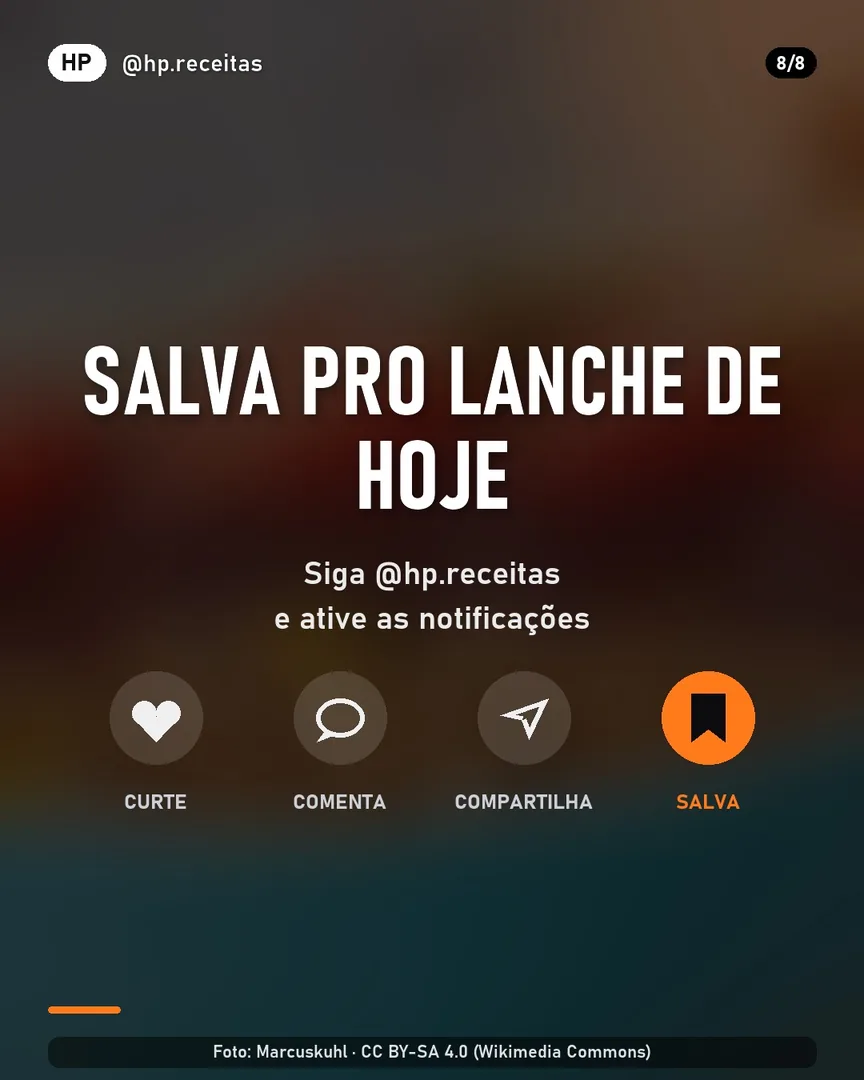 HP @hp.receitas 8/8
SALVA PRO LANCHE DE
HOJE
Siga @hp.receitas
e ative as notificações
CURTE COMENTA COMPARTILHA SALVA
Foto: Marcuskuhl · CC BY-SA 4.0 (Wikimedia Commons)